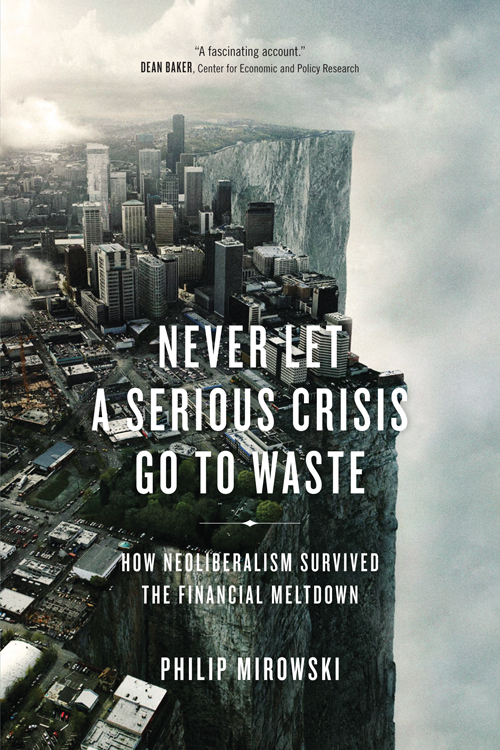 “A fascinating account.”
DEAN BAKER, Center for Economic and Policy Research
NEVER LET
A SERIOUS CRISIS
GO TO WASTE
HOW NEOLIBERALISM SURVIVED
THE FINANCIAL MELTDOWN
PHILIP MIROWSKI